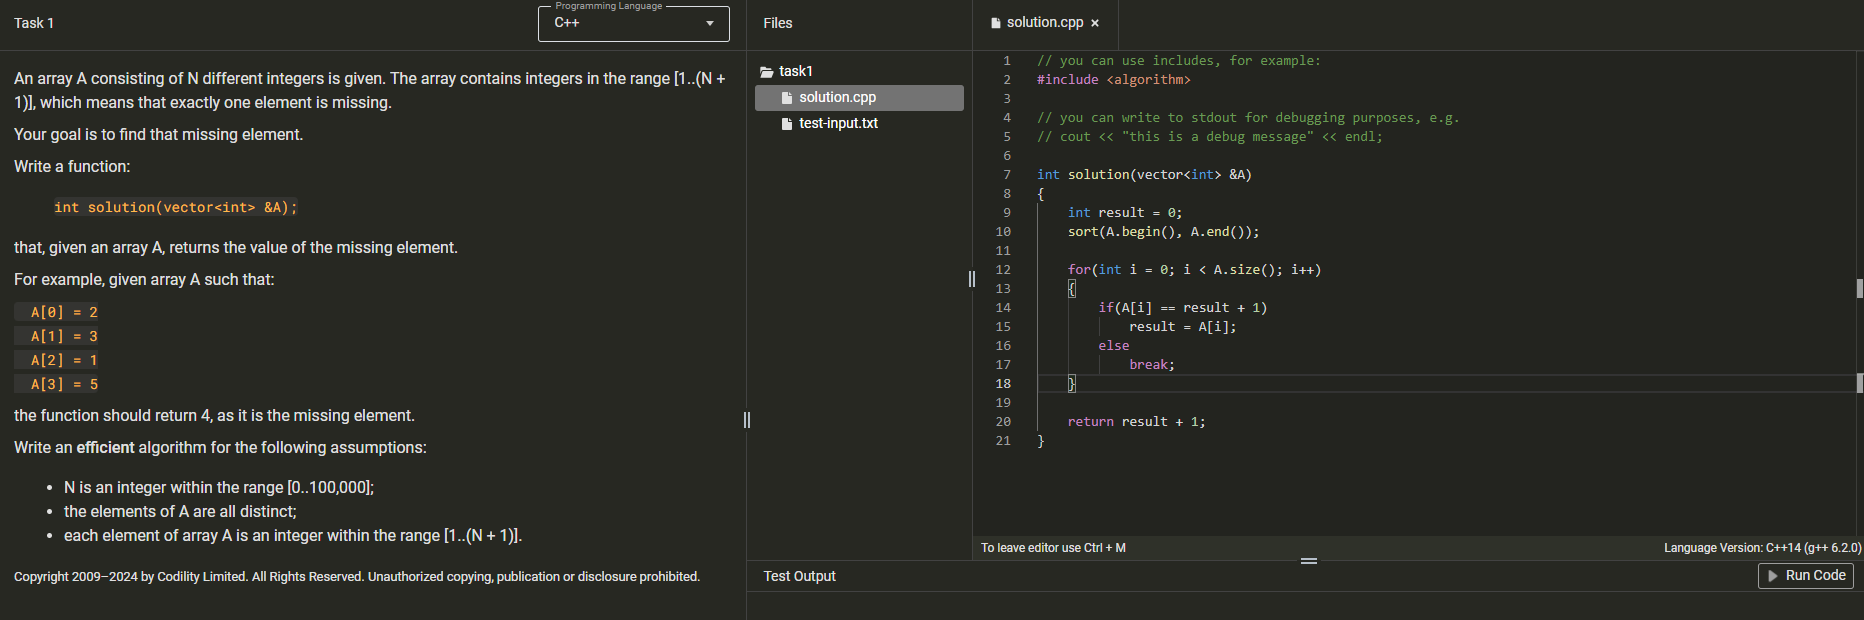 Task 1
Programming Language
C++
An array A consisting of N different integers is given. The array contains integers in the range [1..(N +
1)], which means that exactly one element is missing.
Your goal is to find that missing element.
Write a function:
int solution(vector<int> &A);
that, given an array A, returns the value of the missing element.
For example, given array A such that:
A[0] = 2
A[1] = 3
A[2] = 1
A[3] = 5
the function should return 4, as it is the missing element.
Write an efficient algorithm for the following assumptions:
• N is an integer within the range [0..100,000];
• the elements of A are all distinct;
• each element of array A is an integer within the range [1..(N + 1)].
Copyright 2009–2024 by Codility Limited. All Rights Reserved. Unauthorized copying, publication or disclosure prohibited.
Files
task1
solution.cpp
test-input.txt
solution.cpp ×
1 // you can use includes, for example:
2 #include <algorithm>
3
4 // you can write to stdout for debugging purposes, e.g.
5 // cout << "this is a debug message" << endl;
6
7 int solution(vector<int> &A)
8 {
9 int result = 0;
10 sort(A.begin(), A.end());
11
12 for(int i = 0; i < A.size(); i++)
13 {
14 if(A[i] == result + 1)
15 result = A[i];
16 else
17 break;
18 }
19
20 return result + 1;
21 }
To leave editor use Ctrl + M
Language Version: C++14 (g++ 6.2.0)
Test Output
Run Code